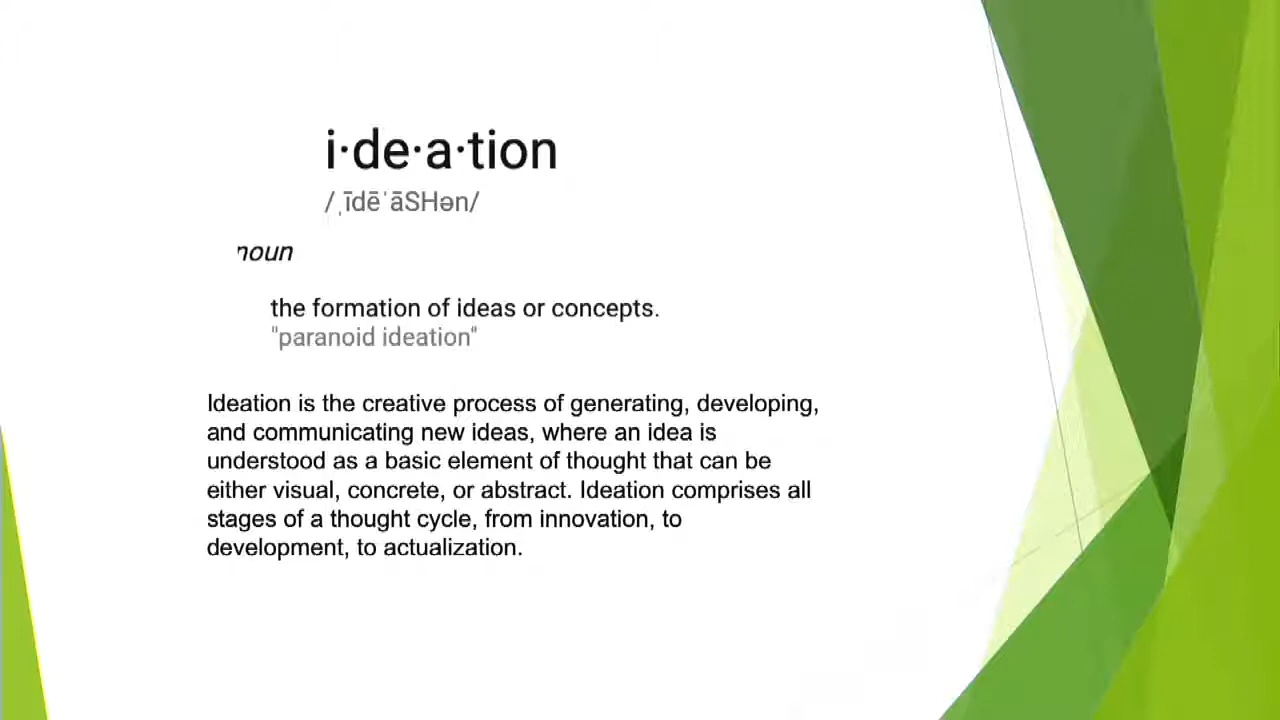 i·de·a·tion
/ˌīdēˈāSHən/
noun
the formation of ideas or concepts.
"paranoid ideation"
Ideation is the creative process of generating, developing,
and communicating new ideas, where an idea is
understood as a basic element of thought that can be
either visual, concrete, or abstract. Ideation comprises all
stages of a thought cycle, from innovation, to
development, to actualization.